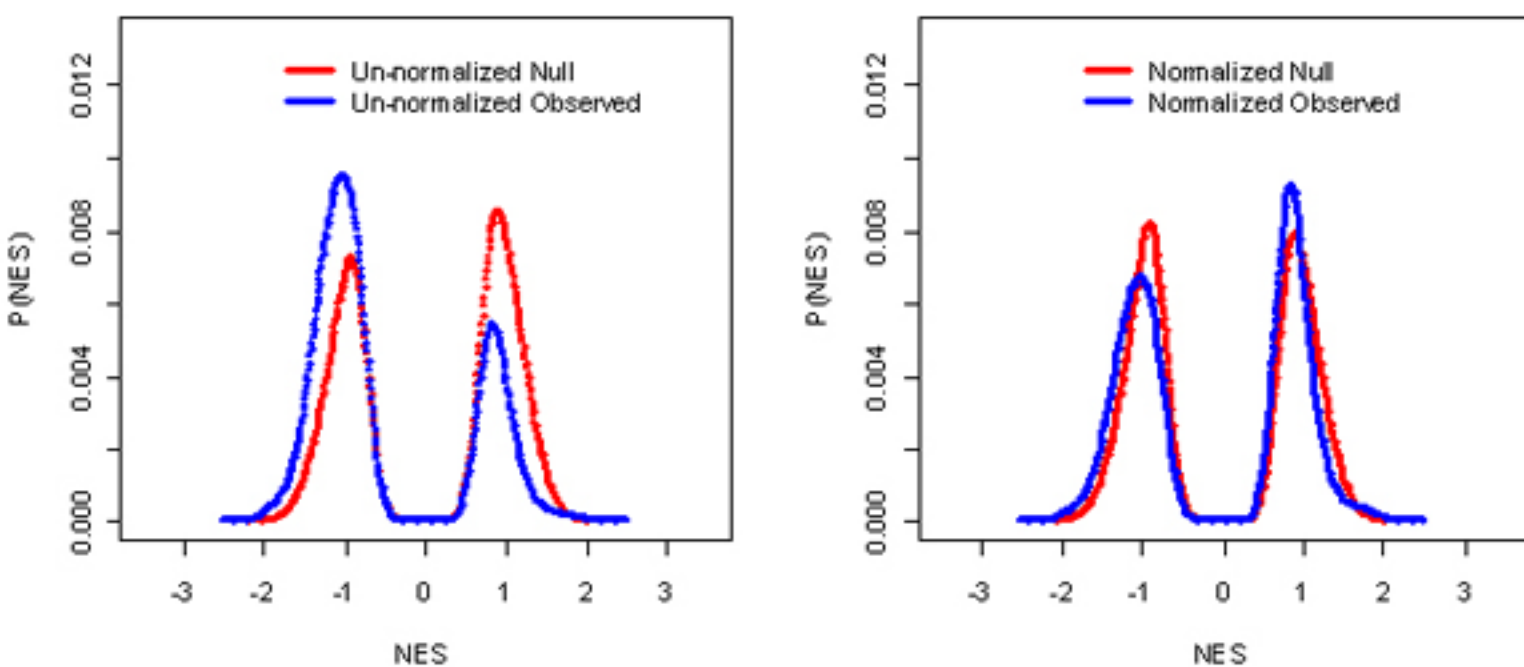 Un-normalized Null
Un-normalized Observed
P(NES)
0.012
0.008
0.004
0.000
-3 -2 -1 0 1 2 3
NES
Normalized Null
Normalized Observed
P(NES)
0.012
0.008
0.004
0.000
-3 -2 -1 0 1 2 3
NES